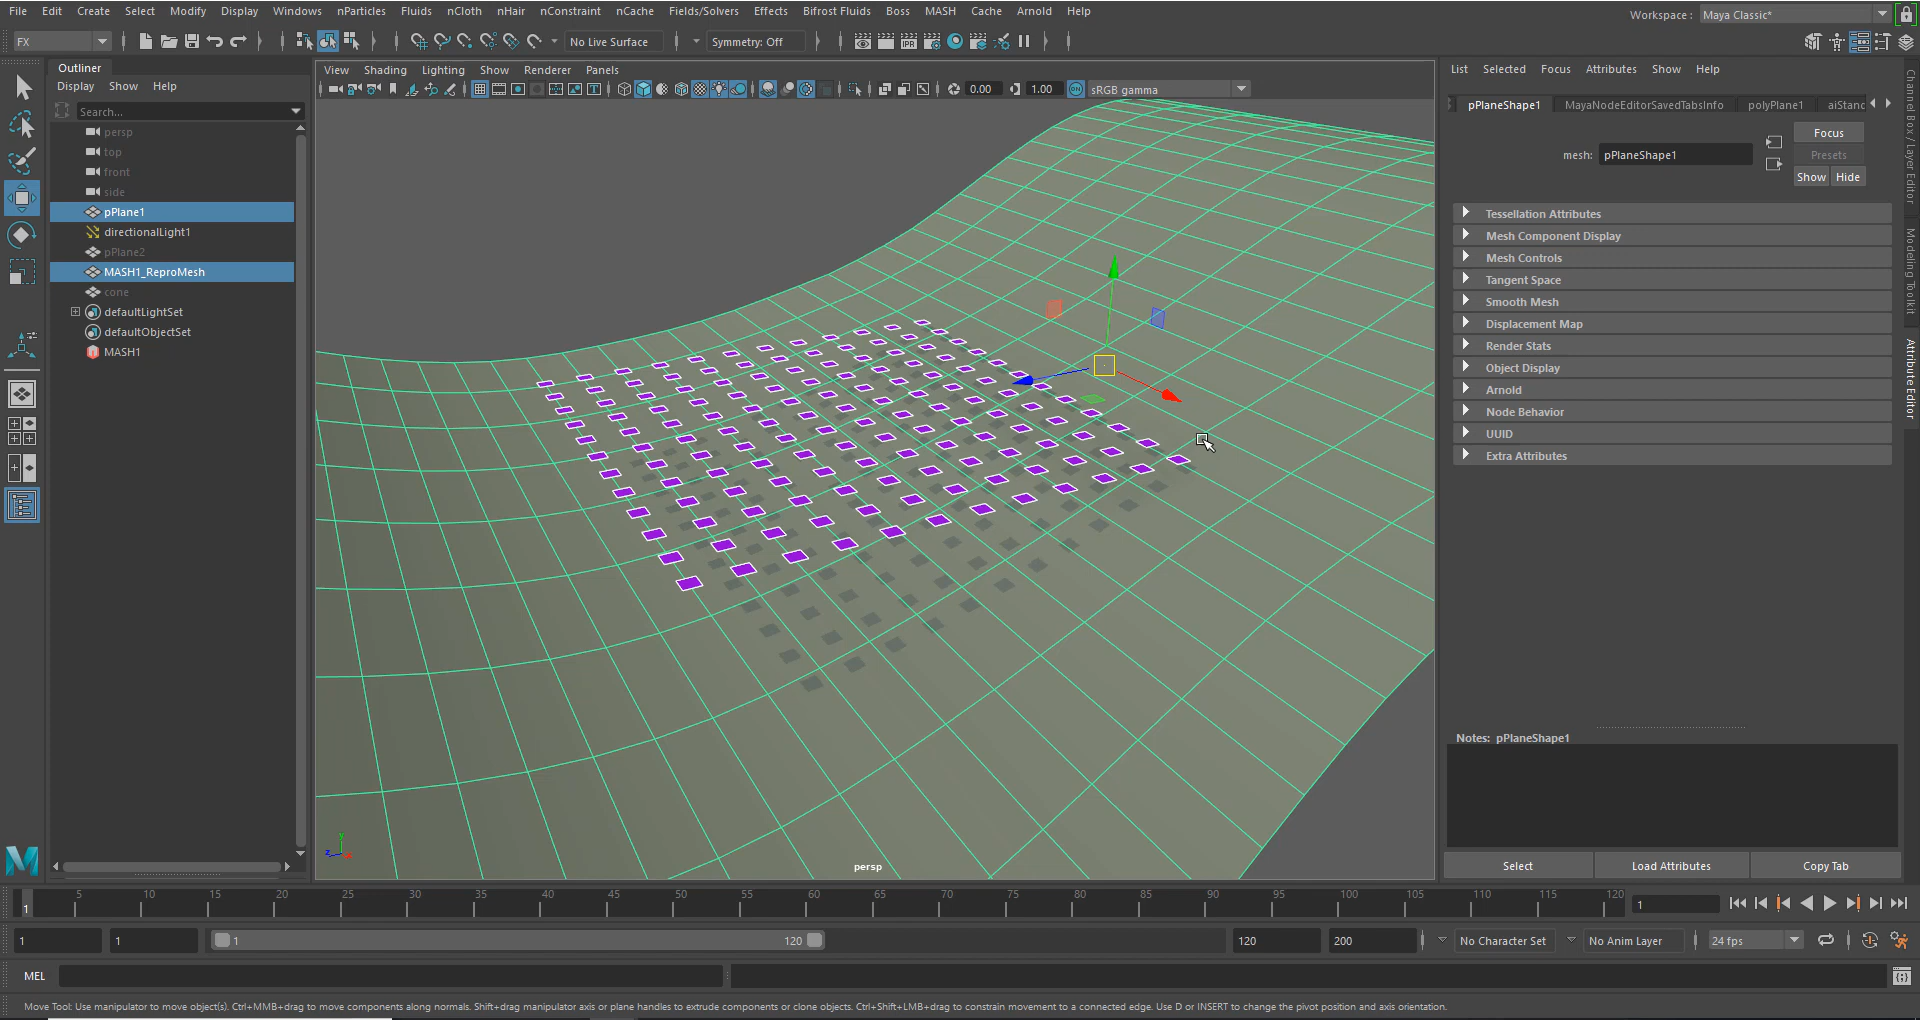 File Edit Create Select Modify Display Windows nParticles Fluids nCloth nHair nConstraint nCache Fields/Solvers Effects Bifrost Fluids Boss MASH Cache Arnold Help
Workspace : Maya Classic*
FX
No Live Surface
Symmetry: Off
Outliner
Display Show Help
Search...
persp
top
front
side
pPlane1
directionalLight1
pPlane2
MASH1_ReproMesh
cone
defaultLightSet
defaultObjectSet
MASH1
View Shading Lighting Show Renderer Panels
0.00 1.00 ON sRGB gamma
persp
List Selected Focus Attributes Show Help
pPlaneShape1 MayaNodeEditorSavedTabsInfo polyPlane1 aiStanc
Focus
mesh: pPlaneShape1
Presets
Show Hide
Tessellation Attributes
Mesh Component Display
Mesh Controls
Tangent Space
Smooth Mesh
Displacement Map
Render Stats
Object Display
Arnold
Node Behavior
UUID
Extra Attributes
Notes: pPlaneShape1
Select Load Attributes Copy Tab
Channel Box / Layer Editor
Modeling Toolkit
Attribute Editor
5 10 15 20 25 30 35 40 45 50 55 60 65 70 75 80 85 90 95 100 105 110 115 120
1
1
1 1 1 120 120 200 No Character Set No Anim Layer 24 fps
MEL
Move Tool: Use manipulator to move object(s). Ctrl+MMB+drag to move components along normals. Shift+drag manipulator axis or plane handles to extrude components or clone objects. Ctrl+Shift+LMB+drag to constrain movement to a connected edge. Use D or INSERT to change the pivot position and axis orientation.